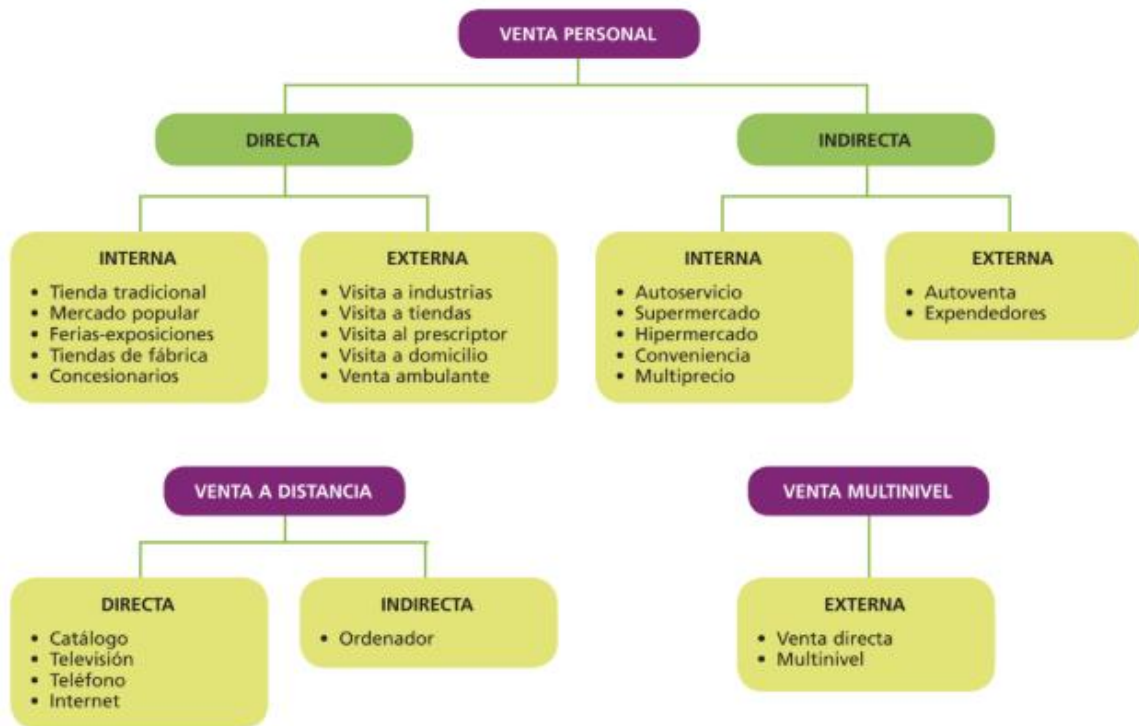 VENTA PERSONAL
DIRECTA
INDIRECTA
INTERNA
• Tienda tradicional
• Mercado popular
• Ferias-exposiciones
• Tiendas de fábrica
• Concesionarios
EXTERNA
• Visita a industrias
• Visita a tiendas
• Visita al prescriptor
• Visita a domicilio
• Venta ambulante
INTERNA
• Autoservicio
• Supermercado
• Hipermercado
• Conveniencia
• Multiprecio
EXTERNA
• Autoventa
• Expendedores
VENTA A DISTANCIA
DIRECTA
• Catálogo
• Televisión
• Teléfono
• Internet
INDIRECTA
• Ordenador
VENTA MULTINIVEL
EXTERNA
• Venta directa
• Multinivel